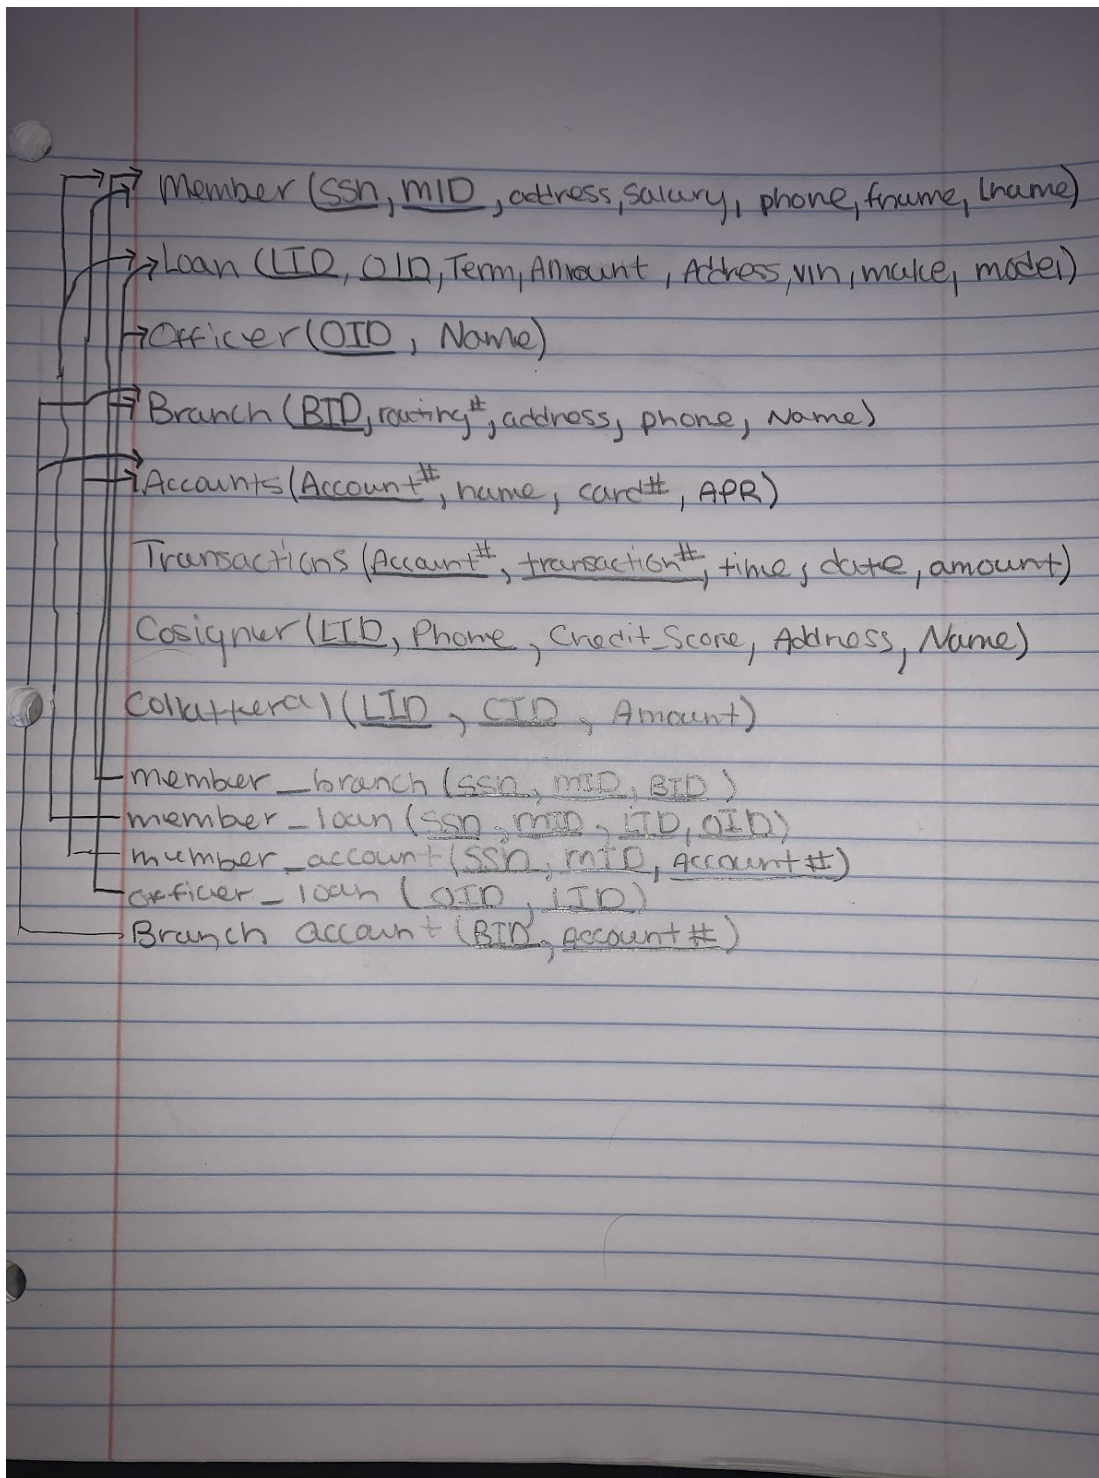 Member (ssn, mID, address, salary, phone, fname, lname)
Loan (LID, OID, Term, Amount, Address, vin, make, model)
Officer (OID, Name)
Branch (BID, routing#, address, phone, Name)
Accounts (Account#, name, card#, APR)
Transactions (Account#, transaction#, time, date, amount)
Cosigner (LID, Phone, Credit_Score, Address, Name)
Collatteral (LID, CID, Amount)
member_branch (ssn, mID, BID)
member_loan (ssn, mID, LID, OID)
member_account (ssn, mID, Account#)
officer_loan (OID, LID)
Branch account (BID, account#)